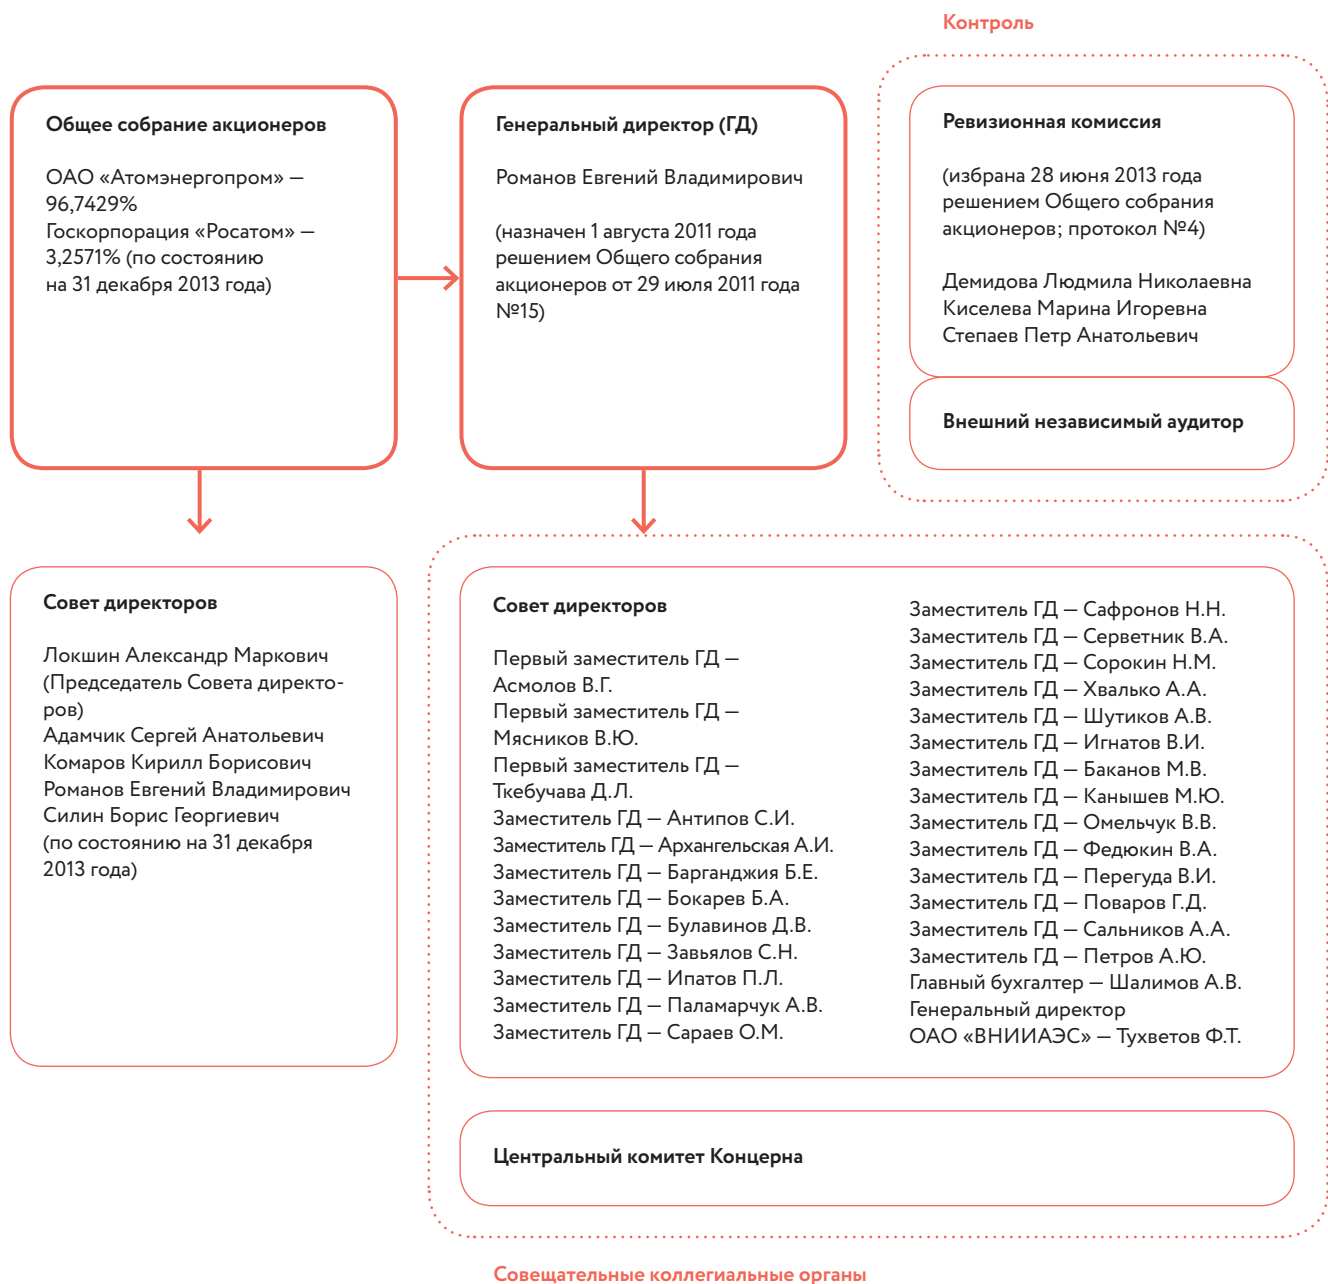 Контроль
Общее собрание акционеров
ОАО «Атомэнергопром» —
96,7429%
Госкорпорация «Росатом» —
3,2571% (по состоянию
на 31 декабря 2013 года)
Генеральный директор (ГД)
Романов Евгений Владимирович
(назначен 1 августа 2011 года
решением Общего собрания
акционеров от 29 июля 2011 года
№15)
Ревизионная комиссия
(избрана 28 июня 2013 года
решением Общего собрания
акционеров; протокол №4)
Демидова Людмила Николаевна
Киселева Марина Игоревна
Степаев Петр Анатольевич
Внешний независимый аудитор
Совет директоров
Локшин Александр Маркович
(Председатель Совета директо-
ров)
Адамчик Сергей Анатольевич
Комаров Кирилл Борисович
Романов Евгений Владимирович
Силин Борис Георгиевич
(по состоянию на 31 декабря
2013 года)
Совет директоров
Первый заместитель ГД —
Асмолов В.Г.
Первый заместитель ГД —
Мясников В.Ю.
Первый заместитель ГД —
Ткебучава Д.Л.
Заместитель ГД — Антипов С.И.
Заместитель ГД — Архангельская А.И.
Заместитель ГД — Барганджия Б.Е.
Заместитель ГД — Бокарев Б.А.
Заместитель ГД — Булавинов Д.В.
Заместитель ГД — Завьялов С.Н.
Заместитель ГД — Ипатов П.Л.
Заместитель ГД — Паламарчук А.В.
Заместитель ГД — Сараев О.М.
Заместитель ГД — Сафронов Н.Н.
Заместитель ГД — Серветник В.А.
Заместитель ГД — Сорокин Н.М.
Заместитель ГД — Хвалько А.А.
Заместитель ГД — Шутиков А.В.
Заместитель ГД — Игнатов В.И.
Заместитель ГД — Баканов М.В.
Заместитель ГД — Канышев М.Ю.
Заместитель ГД — Омельчук В.В.
Заместитель ГД — Федюкин В.А.
Заместитель ГД — Перегуда В.И.
Заместитель ГД — Поваров Г.Д.
Заместитель ГД — Сальников А.А.
Заместитель ГД — Петров А.Ю.
Главный бухгалтер — Шалимов А.В.
Генеральный директор
ОАО «ВНИИАЭС» — Тухветов Ф.Т.
Центральный комитет Концерна
Совещательные коллегиальные органы